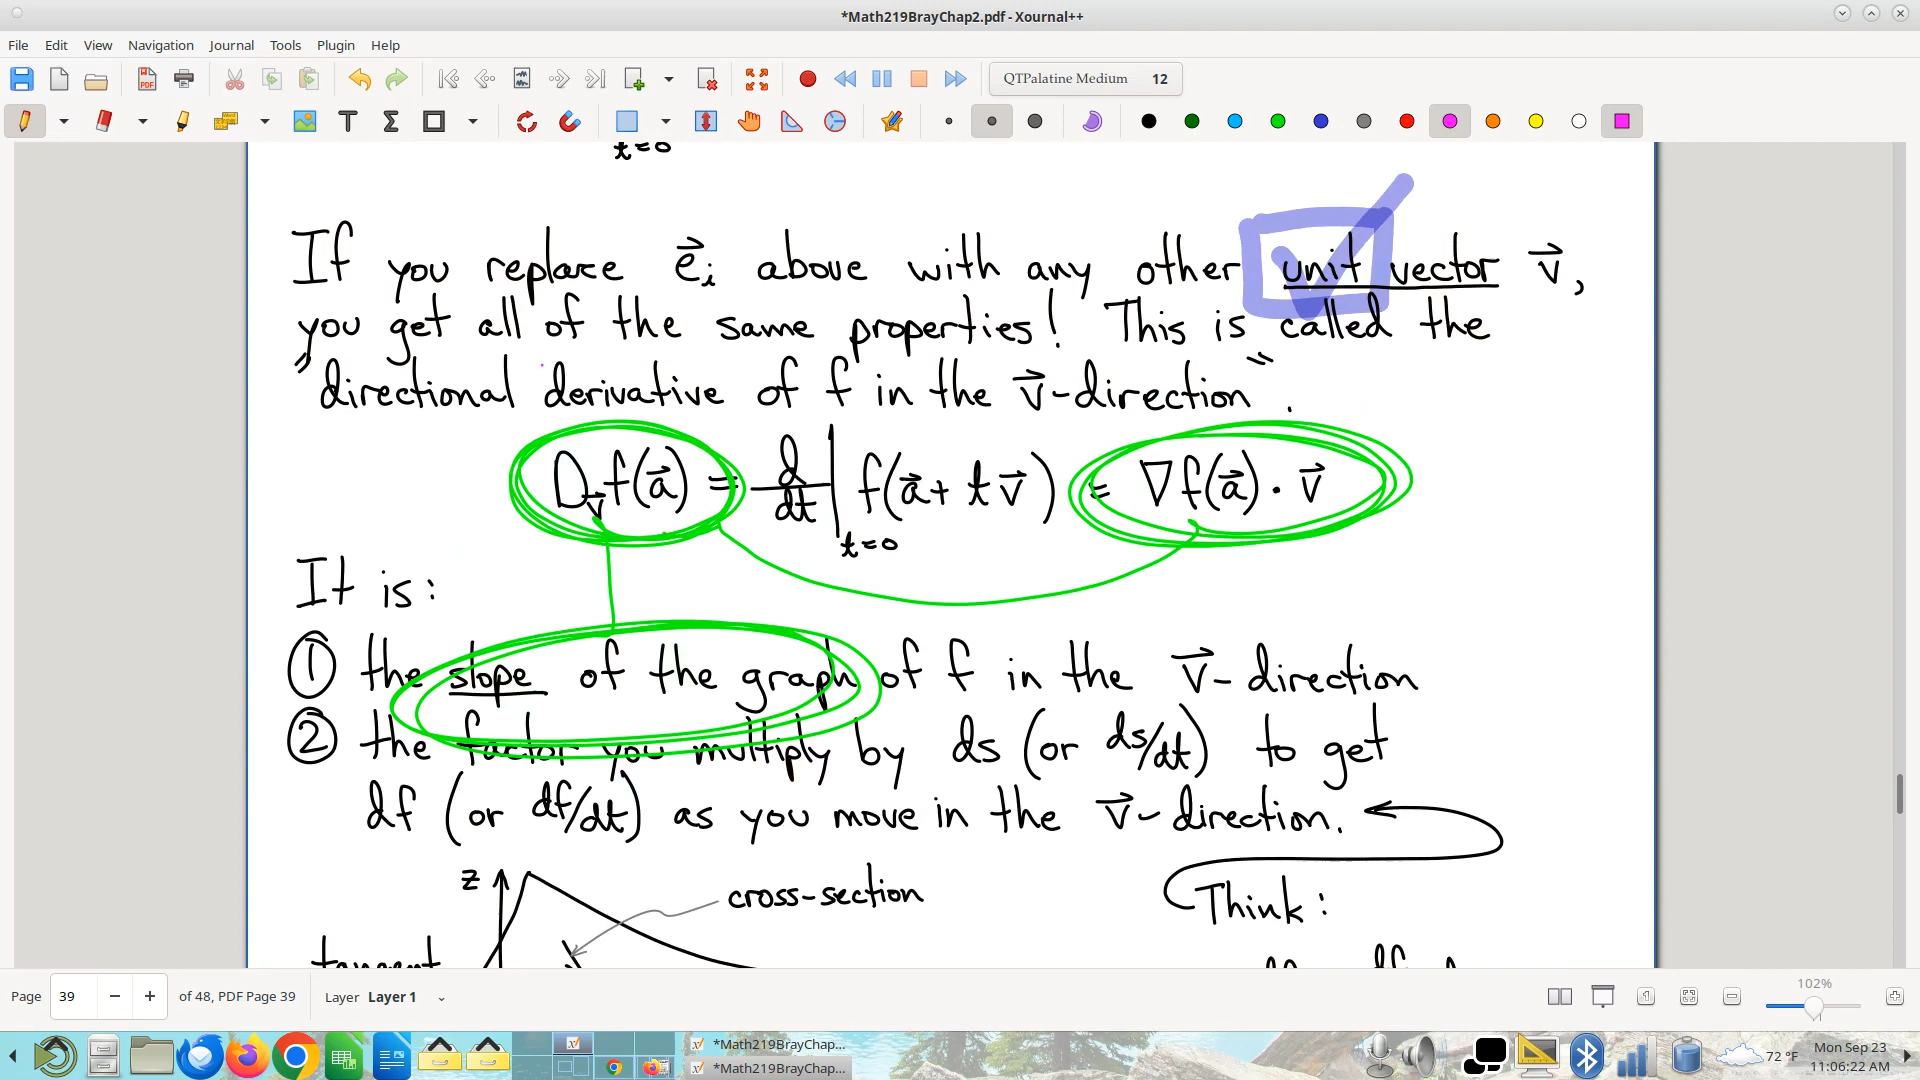 *Math219BrayChap2.pdf - Xournal++
File Edit View Navigation Journal Tools Plugin Help
QTPalatine Medium 12
t=0
If you replace e⃗ᵢ above with any other unit vector v⃗,
you get all of the same properties! This is called the
"directional derivative of f in the v⃗-direction".
D_v⃗ f(a⃗) = d/dt | t=0 f(a⃗ + t v⃗) = ∇f(a⃗) · v⃗
It is:
① the slope of the graph of f in the v⃗-direction
② the factor you multiply by ds (or ds/dt) to get
df (or df/dt) as you move in the v⃗-direction.
z
cross-section
Think:
tangent
Page 39 of 48, PDF Page 39 Layer Layer 1
102%
*Math219BrayChap...
*Math219BrayChap...
72 °F
Mon Sep 23
11:06:22 AM